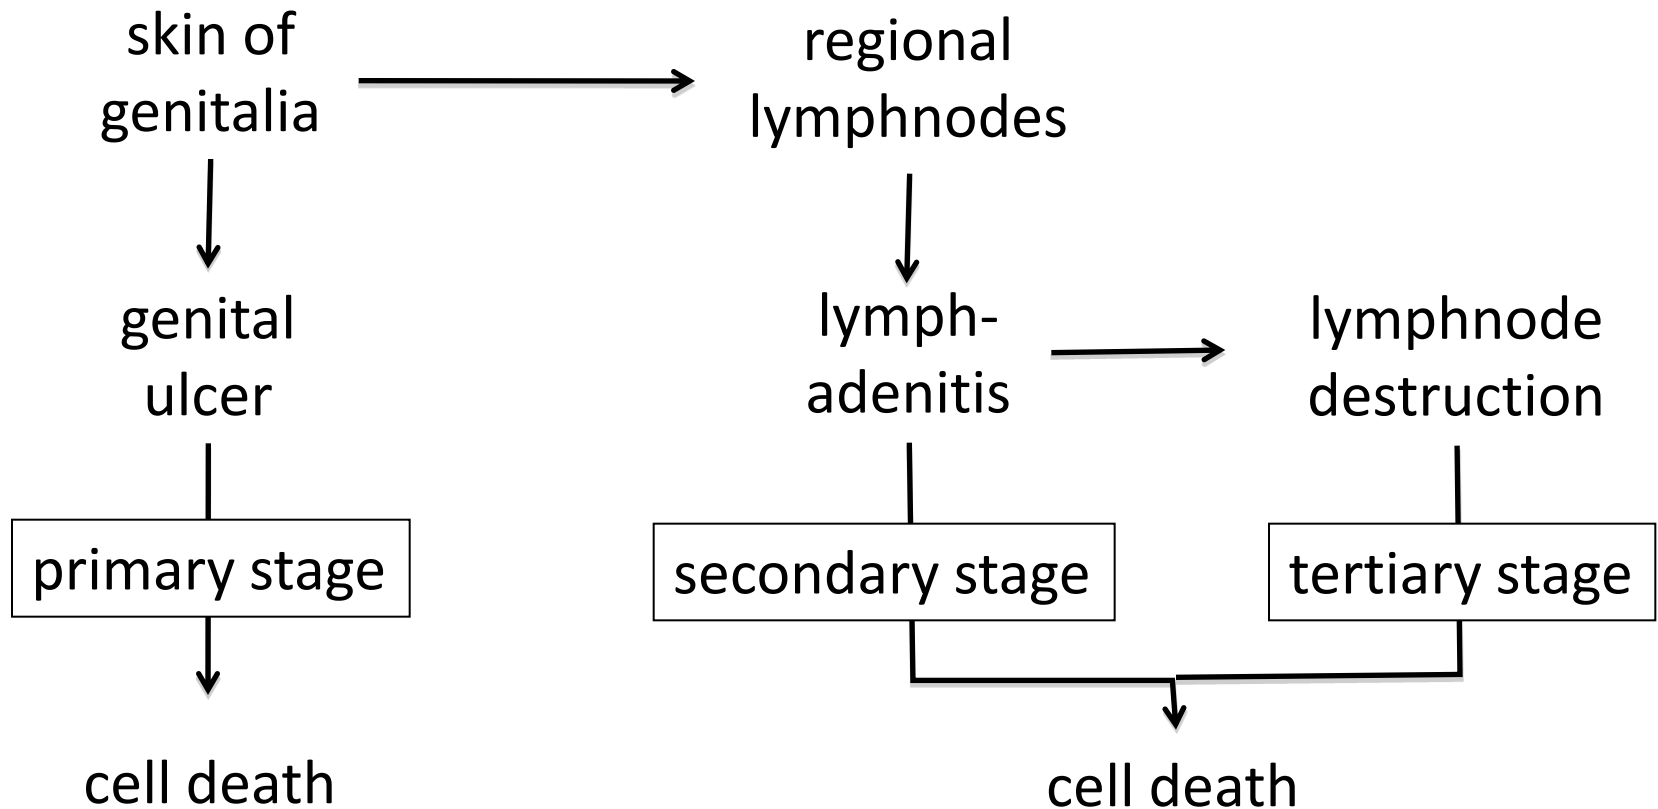 skin of
genitalia
regional
lymphnodes
genital
ulcer
lymph-
adenitis
lymphnode
destruction
primary stage
secondary stage
tertiary stage
cell death
cell death